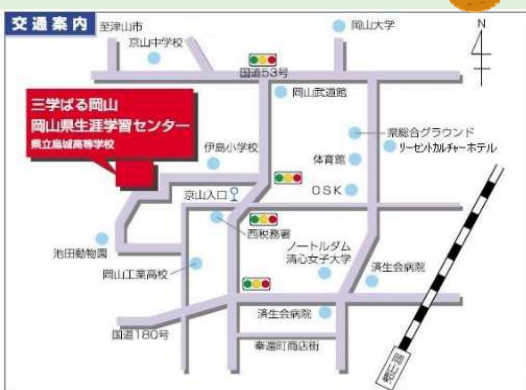 交通案内
至津山市
京山中学校
岡山大学
N
国道53号
岡山武道館
三学ぱる岡山
岡山県生涯学習センター
県立烏城高等学校
伊島小学校
県総合グラウンド
リーセントカルチャーホテル
体育館
OSK
京山入口
西税務署
池田動物園
岡山工業高校
ノートルダム
清心女子大学
済生会病院
済生会病院
国道180号
奉還町商店街
岡山駅